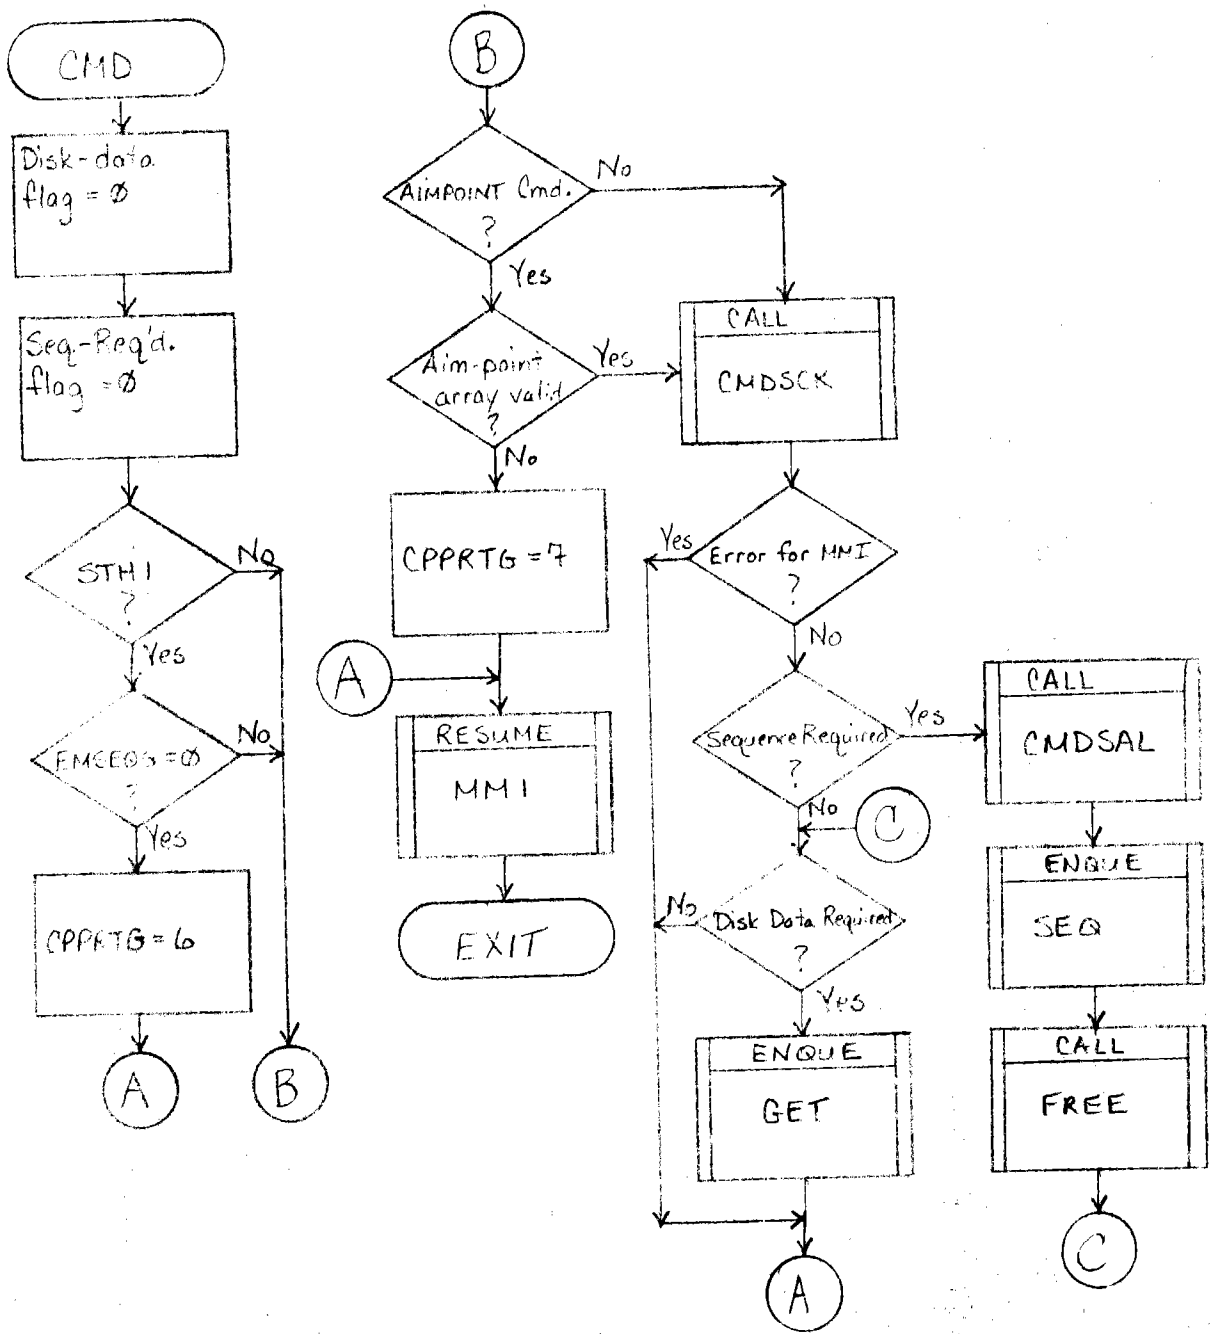 CMD
Disk-data
flag = Ø
Seq.-Req'd.
flag = Ø
STM1
?
No
Yes
EMSEQG = Ø
?
No
Yes
CPPRTG = 6
A
B
B
AIMPOINT Cmd.
?
No
Yes
Aim-point
array valid
?
Yes
No
CPPRTG = 7
A
RESUME
MMI
EXIT
CALL
CMDSCK
Error for MMI
?
Yes
No
Sequence Required
?
Yes
No
C
Disk Data Required
?
No
Yes
ENQUE
GET
A
CALL
CMDSAL
ENQUE
SEQ
CALL
FREE
C